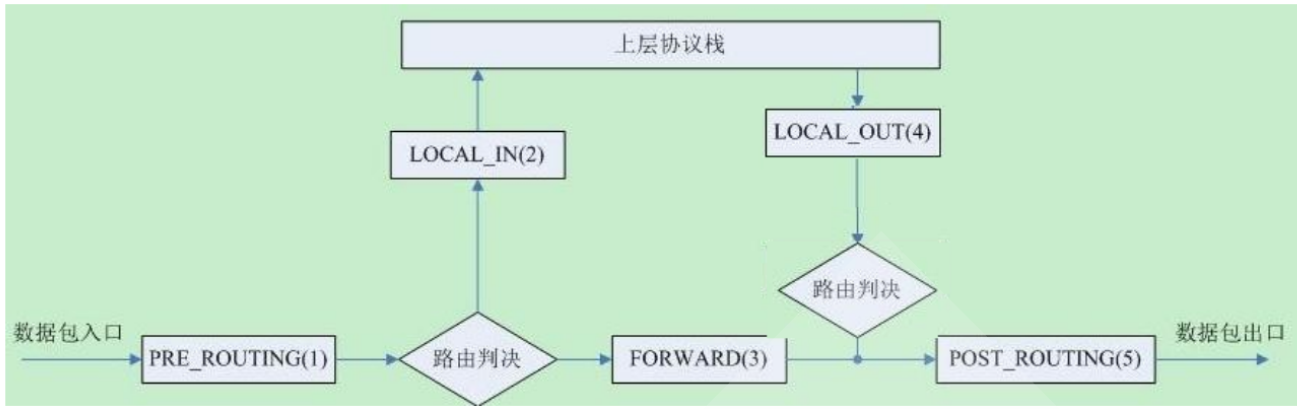 上层协议栈
LOCAL_IN(2)
LOCAL_OUT(4)
路由判决
数据包入口
PRE_ROUTING(1)
路由判决
FORWARD(3)
POST_ROUTING(5)
数据包出口